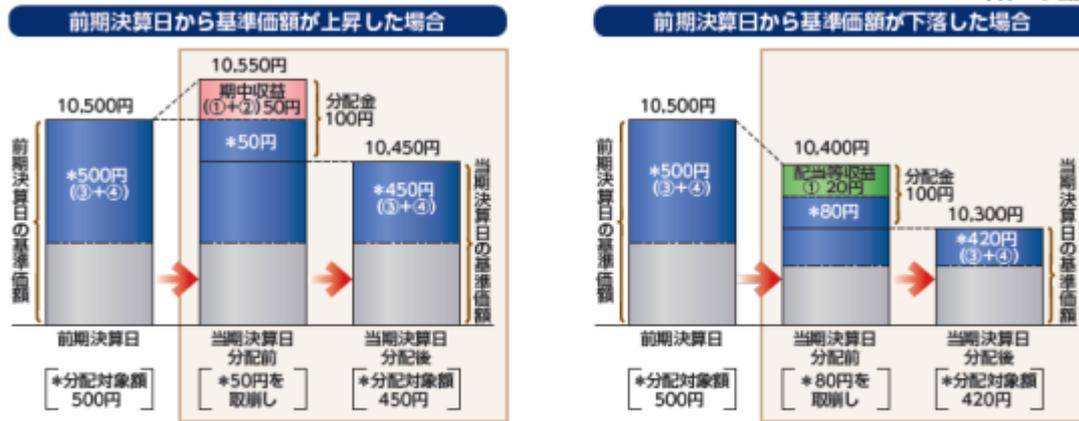 前期決算日から基準価額が上昇した場合
10,550円
期中収益
(①+②)50円
分配金
100円
10,500円
*50円
10,450円
*500円
(③+④)
*450円
(③+④)
前期決算日の基準価額
当期決算日の基準価額
前期決算日
当期決算日
分配前
当期決算日
分配後
*分配対象額
500円
*50円を
取崩し
*分配対象額
450円
前期決算日から基準価額が下落した場合
10,500円
*500円
(③+④)
10,400円
配当等収益
① 20円
分配金
100円
*80円
10,300円
*420円
(③+④)
前期決算日の基準価額
当期決算日の基準価額
前期決算日
当期決算日
分配前
当期決算日
分配後
*分配対象額
500円
*80円を
取崩し
*分配対象額
420円